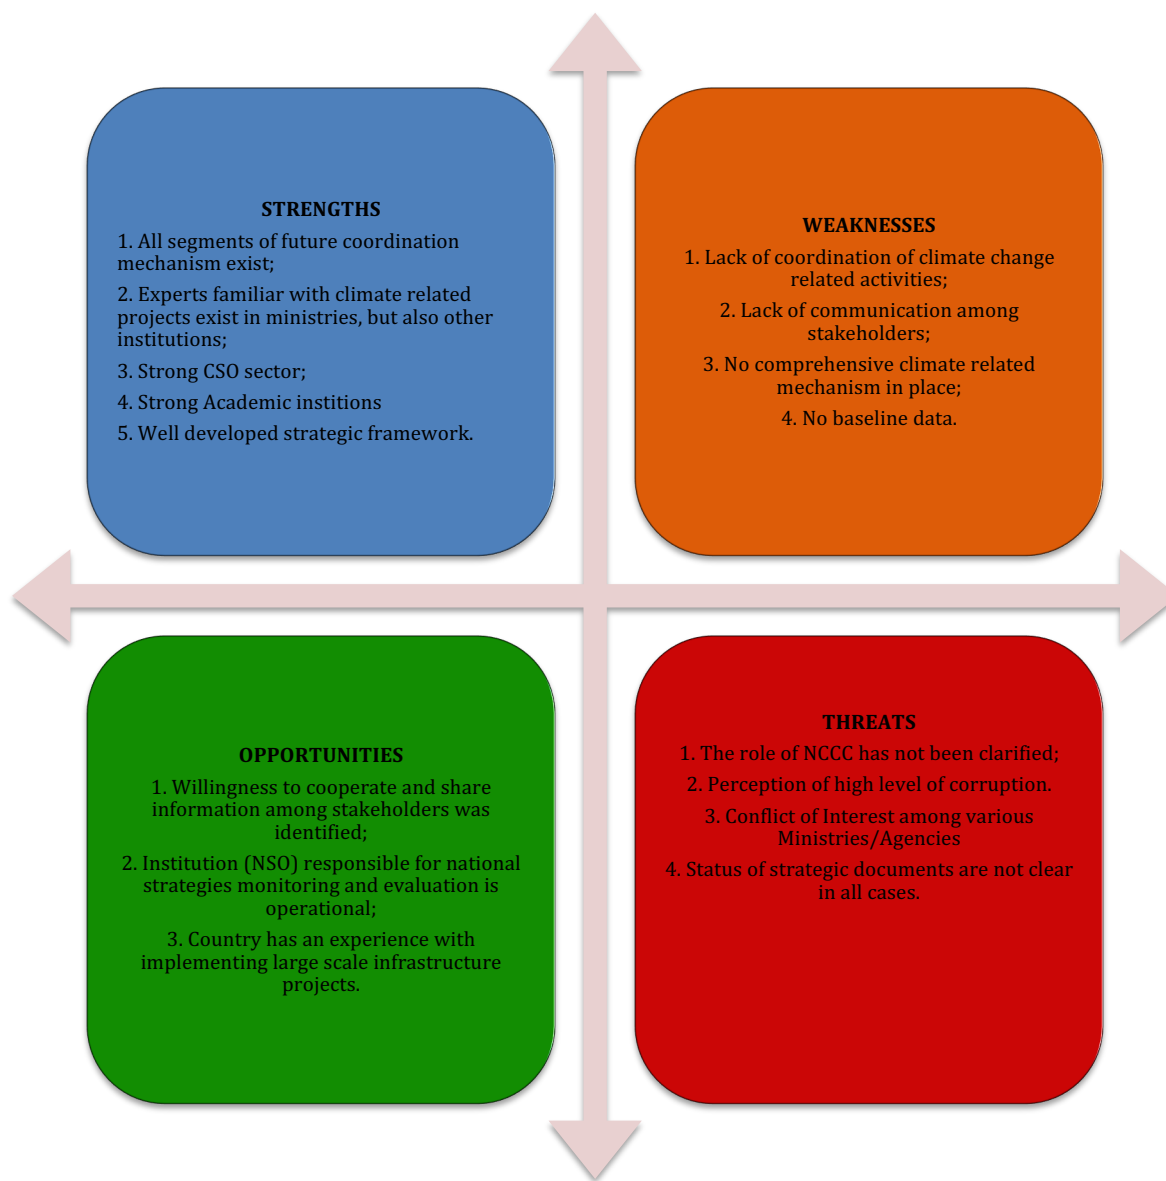 STRENGTHS
1. All segments of future coordination
mechanism exist;
2. Experts familiar with climate related
projects exist in ministries, but also other
institutions;
3. Strong CSO sector;
4. Strong Academic institions
5. Well developed strategic framework.
WEAKNESSES
1. Lack of coordination of climate change
related activities;
2. Lack of communication among
stakeholders;
3. No comprehensive climate related
mechanism in place;
4. No baseline data.
OPPORTUNITIES
1. Willingness to cooperate and share
information among stakeholders was
identified;
2. Institution (NSO) responsible for national
strategies monitoring and evaluation is
operational;
3. Country has an experience with
implementing large scale infrastructure
projects.
THREATS
1. The role of NCCC has not been clarified;
2. Perception of high level of corruption.
3. Conflict of Interest among various
Ministries/Agencies
4. Status of strategic documents are not clear
in all cases.